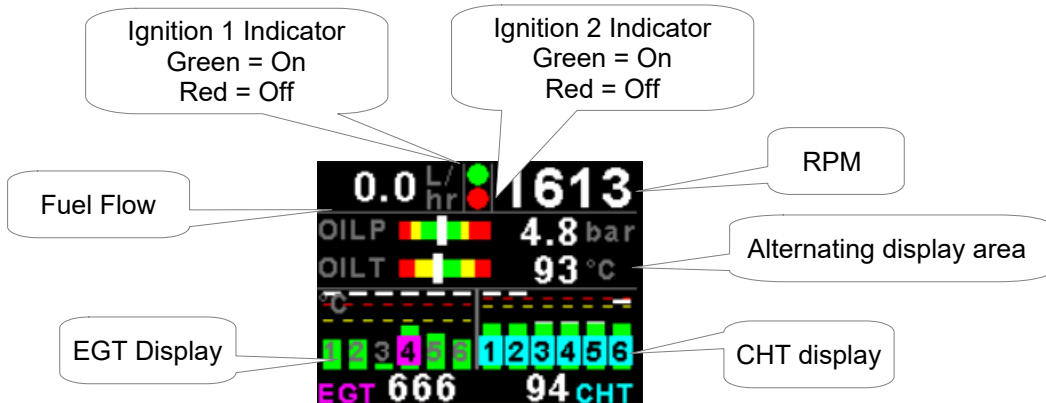 Ignition 1 Indicator
Green = On
Red = Off
Ignition 2 Indicator
Green = On
Red = Off
RPM
Fuel Flow
0.0 L/hr 1613
OILP 4.8 bar
Alternating display area
OILT 93 °C
°C
EGT Display
1 2 3 4 5 6 1 2 3 4 5 6
CHT display
EGT 666 94 CHT